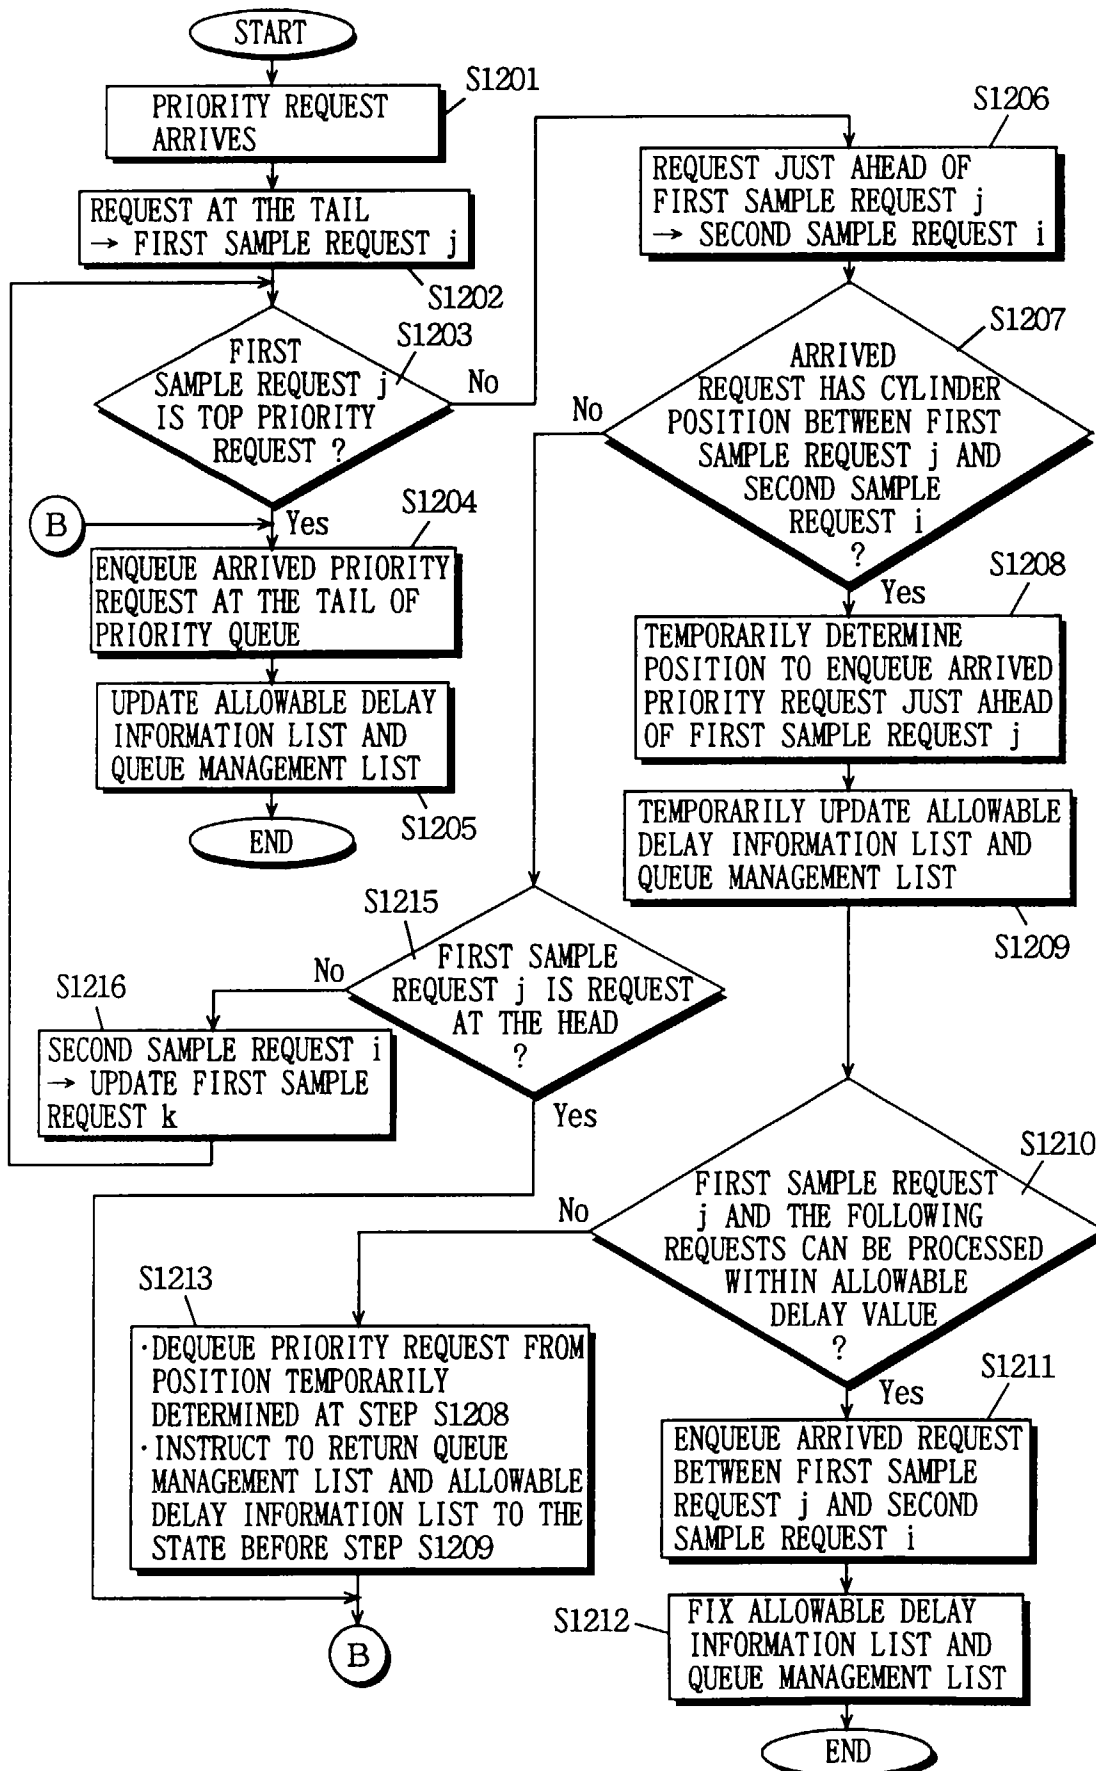 START
S1201
PRIORITY REQUEST
ARRIVES
REQUEST AT THE TAIL
→ FIRST SAMPLE REQUEST j
S1202
S1203
FIRST
SAMPLE REQUEST j
IS TOP PRIORITY
REQUEST ?
No
B
Yes
S1204
ENQUEUE ARRIVED PRIORITY
REQUEST AT THE TAIL OF
PRIORITY QUEUE
UPDATE ALLOWABLE DELAY
INFORMATION LIST AND
QUEUE MANAGEMENT LIST
S1205
END
S1206
REQUEST JUST AHEAD OF
FIRST SAMPLE REQUEST j
→ SECOND SAMPLE REQUEST i
S1207
ARRIVED
REQUEST HAS CYLINDER
POSITION BETWEEN FIRST
SAMPLE REQUEST j AND
SECOND SAMPLE
REQUEST i
?
No
Yes
S1208
TEMPORARILY DETERMINE
POSITION TO ENQUEUE ARRIVED
PRIORITY REQUEST JUST AHEAD
OF FIRST SAMPLE REQUEST j
TEMPORARILY UPDATE ALLOWABLE
DELAY INFORMATION LIST AND
QUEUE MANAGEMENT LIST
S1209
S1215
FIRST SAMPLE
REQUEST j IS REQUEST
AT THE HEAD
?
No
Yes
S1216
SECOND SAMPLE REQUEST i
→ UPDATE FIRST SAMPLE
REQUEST k
S1210
FIRST SAMPLE REQUEST
j AND THE FOLLOWING
REQUESTS CAN BE PROCESSED
WITHIN ALLOWABLE
DELAY VALUE
?
No
Yes
S1213
·DEQUEUE PRIORITY REQUEST FROM
POSITION TEMPORARILY
DETERMINED AT STEP S1208
·INSTRUCT TO RETURN QUEUE
MANAGEMENT LIST AND ALLOWABLE
DELAY INFORMATION LIST TO THE
STATE BEFORE STEP S1209
B
S1211
ENQUEUE ARRIVED REQUEST
BETWEEN FIRST SAMPLE
REQUEST j AND SECOND
SAMPLE REQUEST i
S1212
FIX ALLOWABLE DELAY
INFORMATION LIST AND
QUEUE MANAGEMENT LIST
END